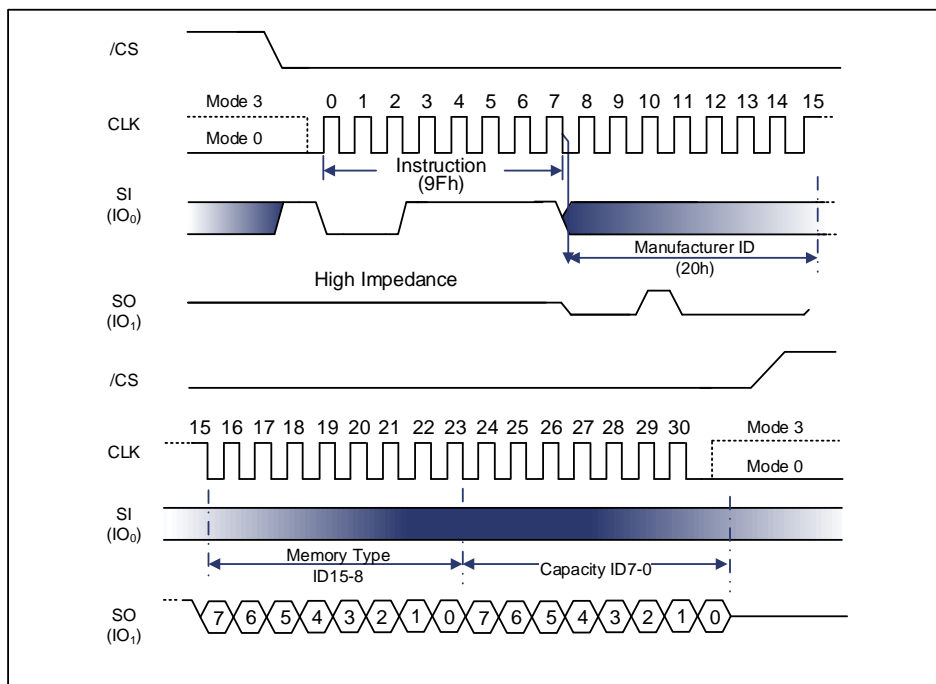 /CS
Mode 3
0 1 2 3 4 5 6 7 8 9 10 11 12 13 14 15
CLK
Mode 0
Instruction
(9Fh)
SI
(IO0)
Manufacturer ID
(20h)
High Impedance
SO
(IO1)
/CS
15 16 17 18 19 20 21 22 23 24 25 26 27 28 29 30
Mode 3
CLK
Mode 0
SI
(IO0)
Memory Type
ID15-8
Capacity ID7-0
SO
(IO1)
7 6 5 4 3 2 1 0 7 6 5 4 3 2 1 0